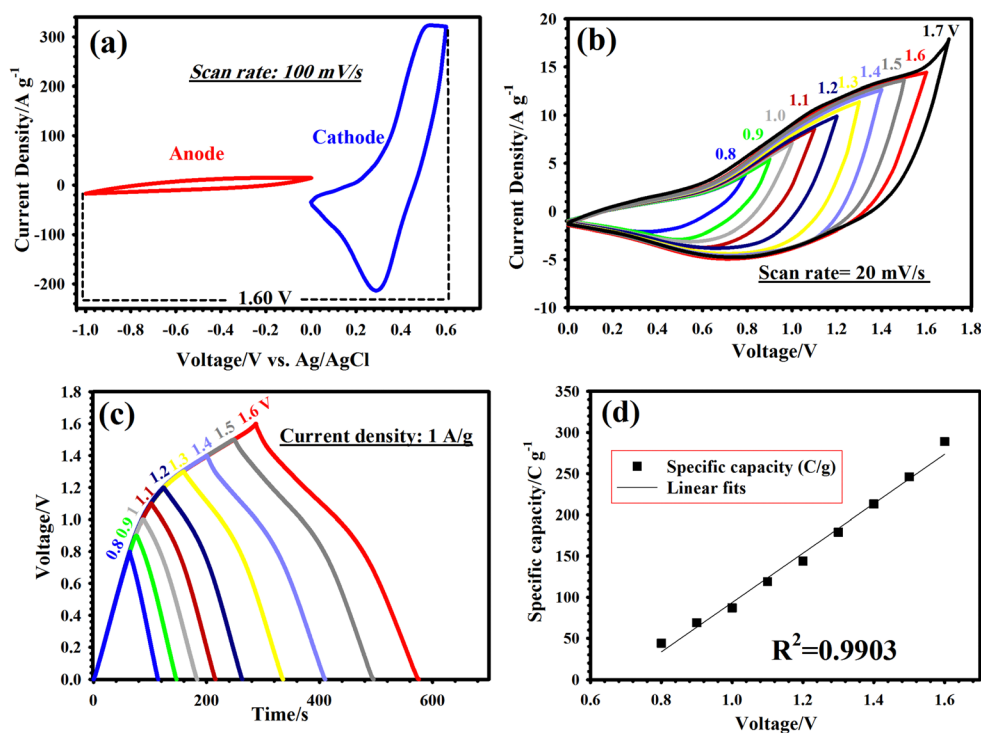 (a)
Scan rate: 100 mV/s
Cathode
Anode
1.60 V
Current Density/A g-1
300
200
100
0
-100
-200
-1.0 -0.8 -0.6 -0.4 -0.2 0.0 0.2 0.4 0.6
Voltage/V vs. Ag/AgCl
(b)
1.7 V
1.6
1.5
1.4
1.3
1.2
1.1
1.0
0.9
0.8
Scan rate= 20 mV/s
Current Density/A g-1
25
20
15
10
5
0
-5
-10
0.0 0.2 0.4 0.6 0.8 1.0 1.2 1.4 1.6 1.8
Voltage/V
(c)
1.6 V
1.5
1.4
1.3
1.2
1.1
1
0.9
0.8
Current density: 1 A/g
Voltage/V
1.8
1.6
1.4
1.2
1.0
0.8
0.6
0.4
0.2
0.0
0 200 400 600
Time/s
(d)
Specific capacity (C/g)
Linear fits
R2=0.9903
Specific capacity/C g-1
350
300
250
200
150
100
50
0
0.6 0.8 1.0 1.2 1.4 1.6
Voltage/V